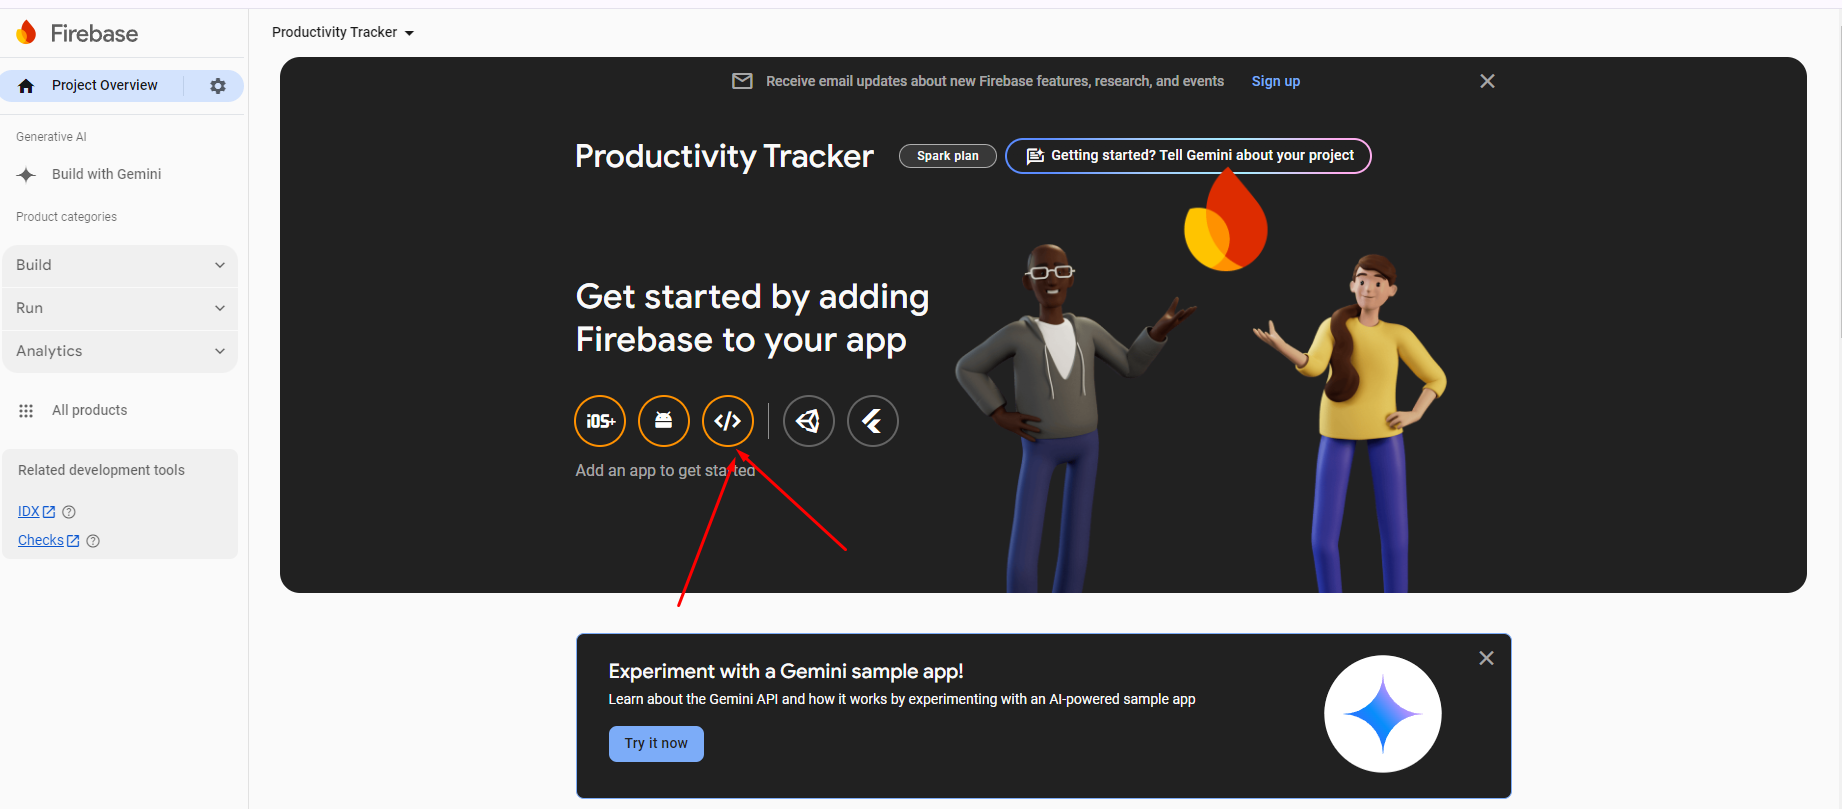 Firebase
Productivity Tracker
Project Overview
Generative AI
Build with Gemini
Product categories
Build
Run
Analytics
All products
Related development tools
IDX
Checks
Receive email updates about new Firebase features, research, and events Sign up
Productivity Tracker Spark plan Getting started? Tell Gemini about your project
Get started by adding
Firebase to your app
iOS+
Add an app to get started
Experiment with a Gemini sample app!
Learn about the Gemini API and how it works by experimenting with an AI-powered sample app
Try it now